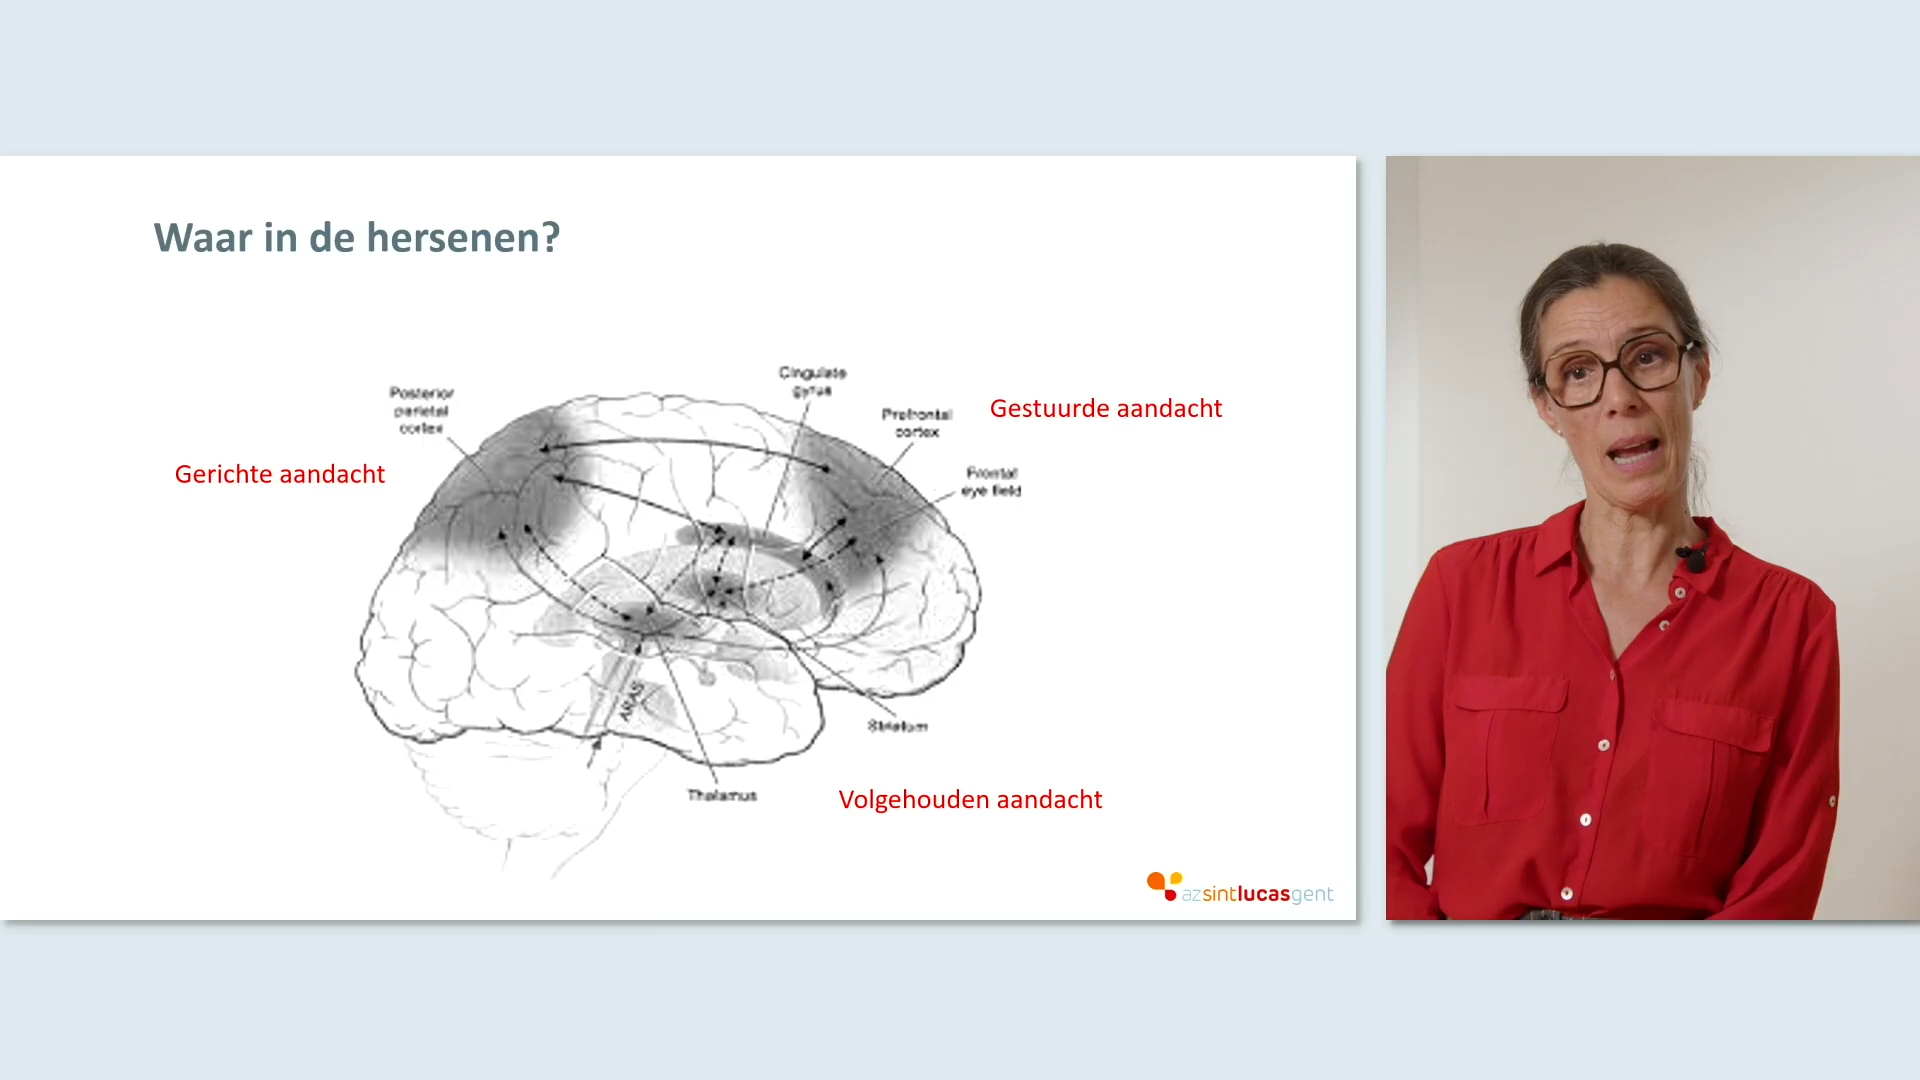 Waar in de hersenen?
Cingulate
gyrus
Posterior
parietal
cortex
Prefrontal
cortex
Gestuurde aandacht
Gerichte aandacht
Frontal
eye field
ARAS
Striatum
Thalamus
Volgehouden aandacht
azsintlucasgent